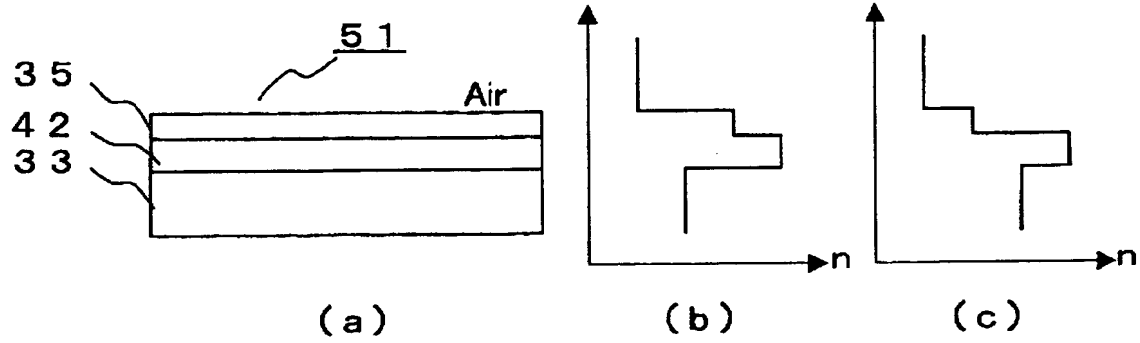 ５１
３５
Air
４２
３３
n
n
（a）
（b）
（c）